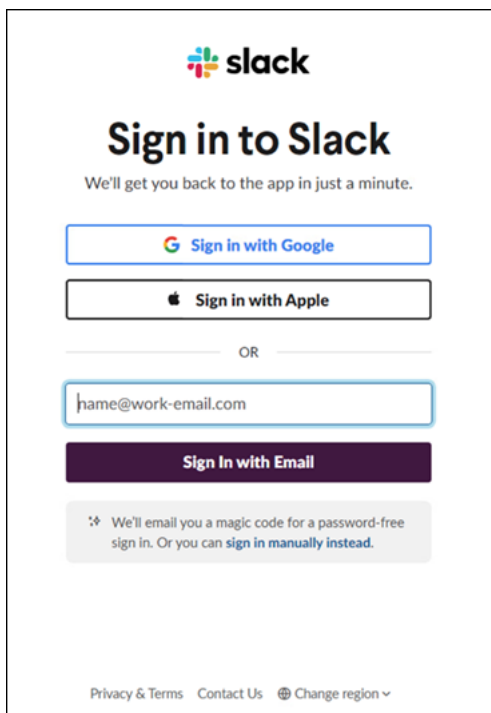 slack
Sign in to Slack
We'll get you back to the app in just a minute.
Sign in with Google
Sign in with Apple
OR
name@work-email.com
Sign In with Email
We'll email you a magic code for a password-free
sign in. Or you can sign in manually instead.
Privacy & Terms Contact Us Change region